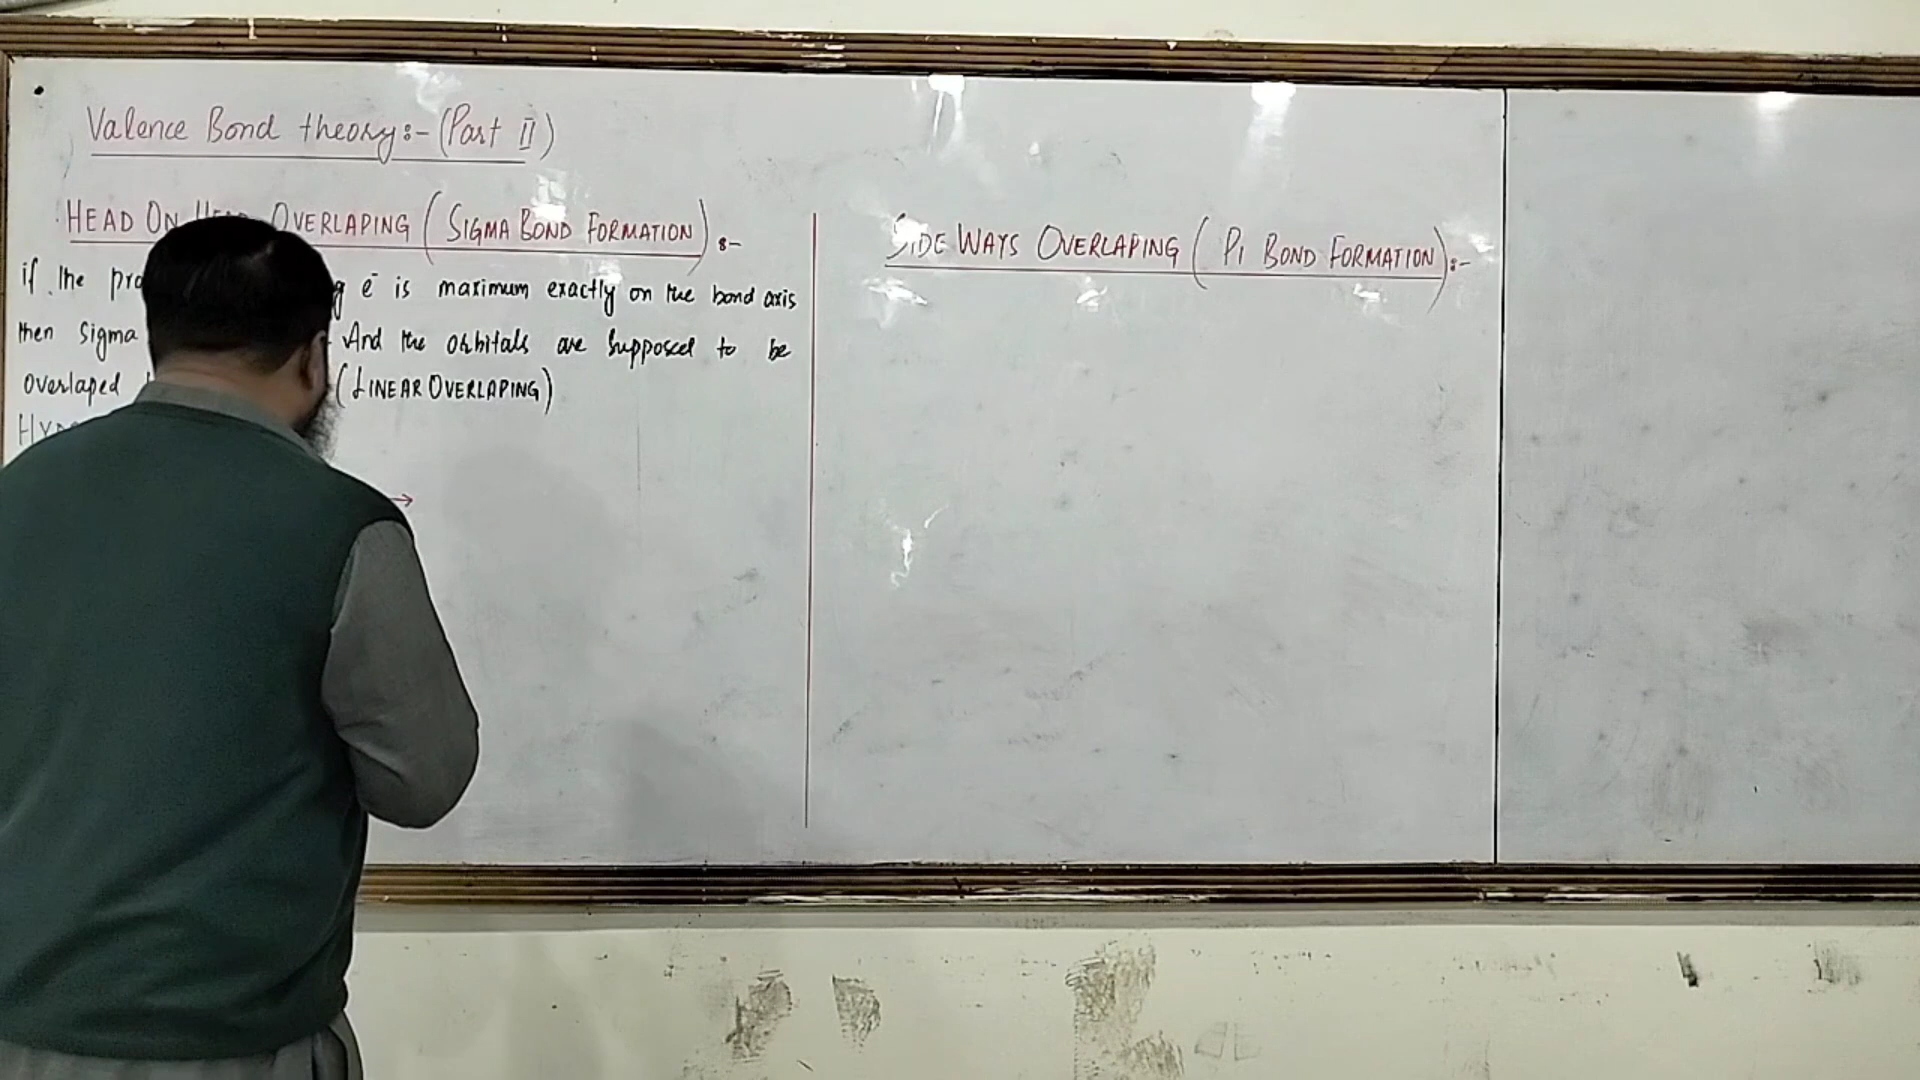 Valence Bond theory:- (Part II)
HEAD ON OVERLAPING (SIGMA BOND FORMATION) :-
if the ē is maximum exactly on the bond axis
then Sigma And the orbitals are supposed to be
overlaped (LINEAR OVERLAPING)
SIDE WAYS OVERLAPING ( PI BOND FORMATION):-